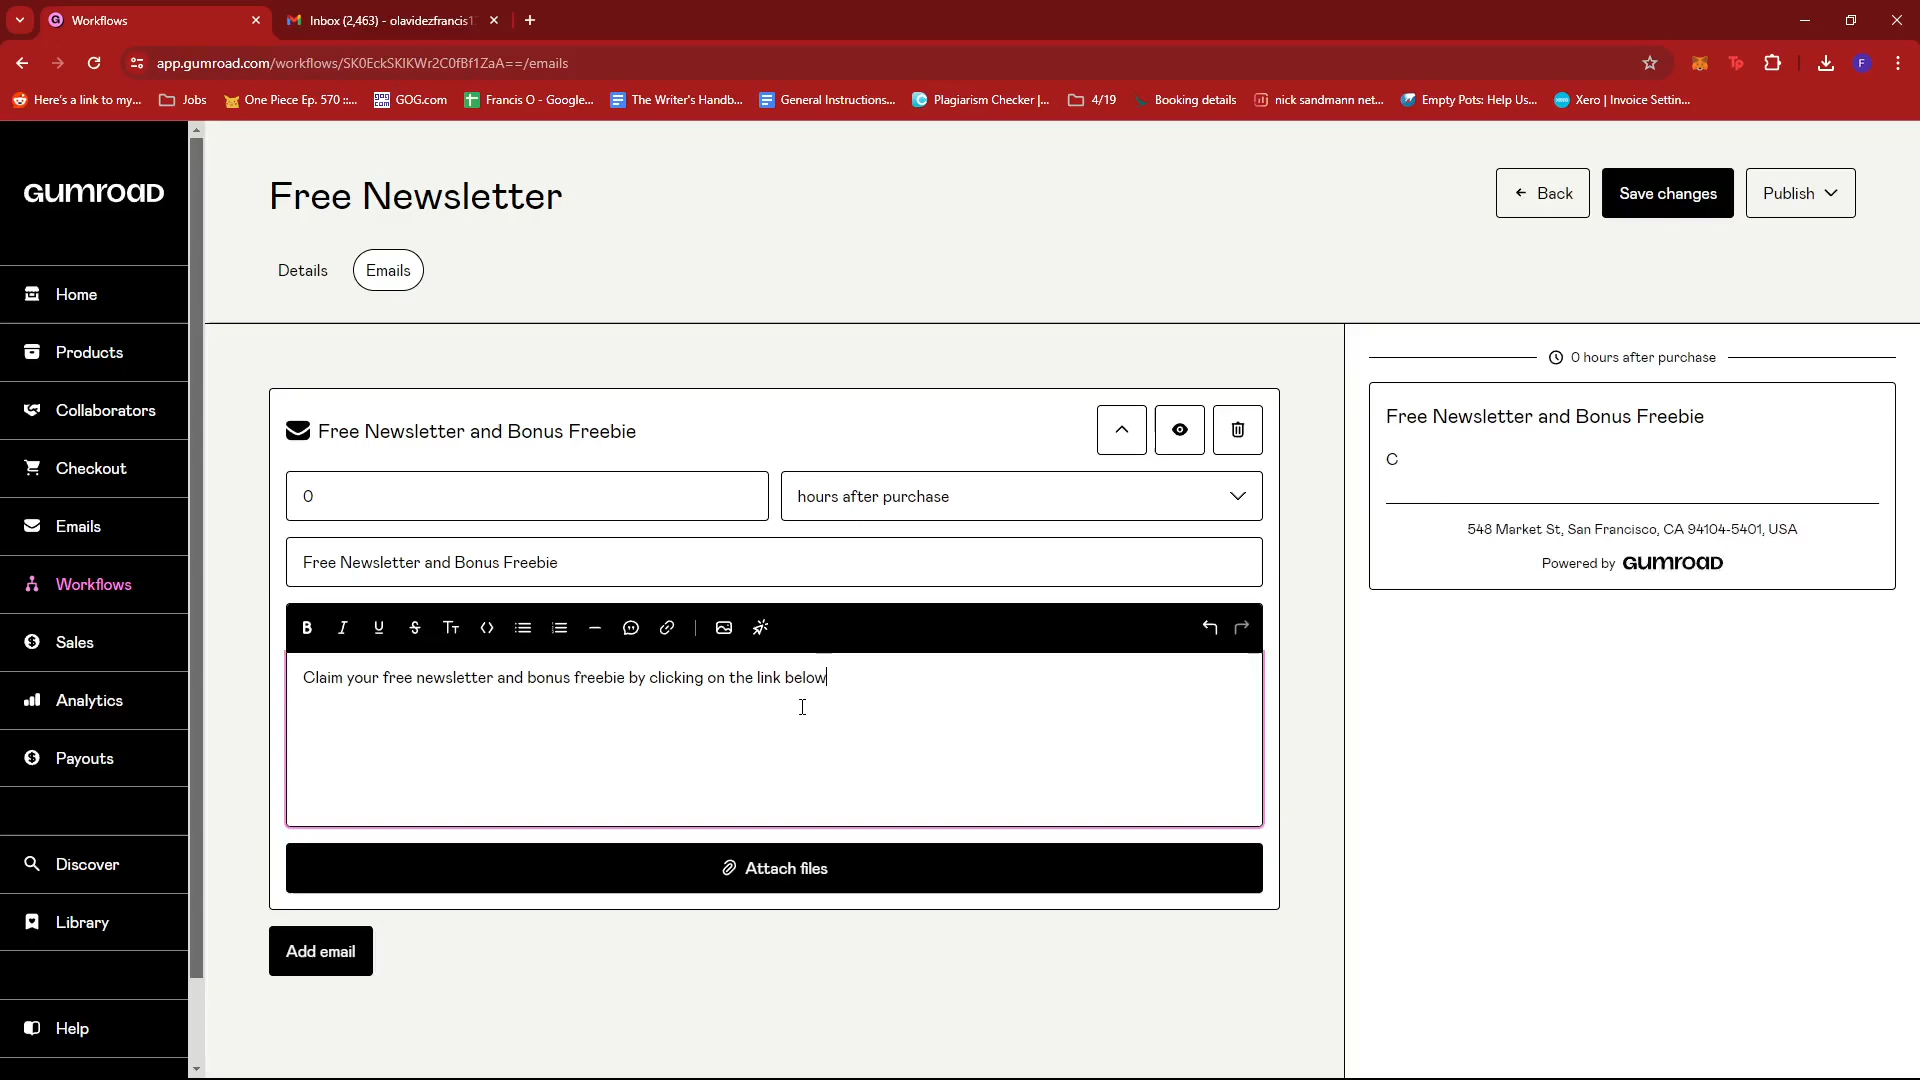 Workflows
Inbox (2,463) - olavidezfrancis1
app.gumroad.com/workflows/SK0EckSKlKWr2C0fBf1ZaA==/emails
Here's a link to my...
Jobs
One Piece Ep. 570 ::...
GOG.com
Francis O - Google...
The Writer's Handb...
General Instructions...
Plagiarism Checker |...
4/19
Booking details
nick sandmann net...
Empty Pots: Help Us...
Xero | Invoice Settin...
GUMROAD
Home
Products
Collaborators
Checkout
Emails
Workflows
Sales
Analytics
Payouts
Discover
Library
Help
Free Newsletter
Back
Save changes
Publish
Details
Emails
Free Newsletter and Bonus Freebie
0
hours after purchase
Free Newsletter and Bonus Freebie
Claim your free newsletter and bonus freebie by clicking on the link below
Attach files
Add email
0 hours after purchase
Free Newsletter and Bonus Freebie
C
548 Market St, San Francisco, CA 94104-5401, USA
Powered by GUMROAD